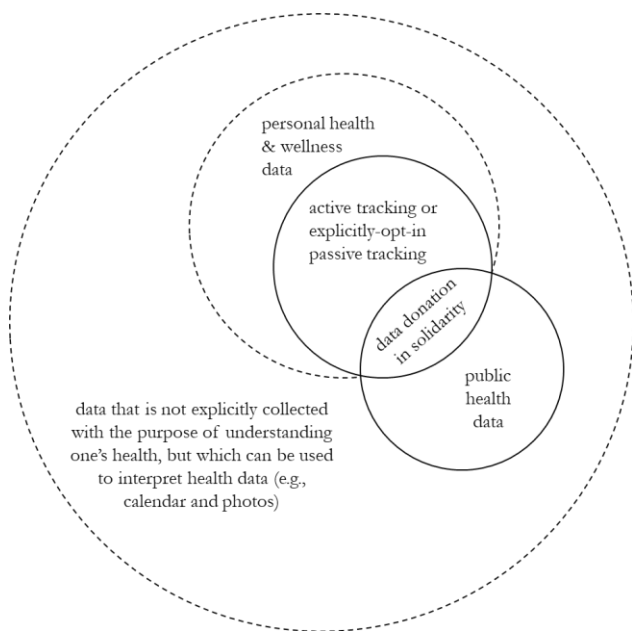 personal health
& wellness
data
active tracking or
explicitly-opt-in
passive tracking
data donation
in solidarity
public
health
data
data that is not explicitly collected
with the purpose of understanding
one’s health, but which can be used
to interpret health data (e.g.,
calendar and photos)